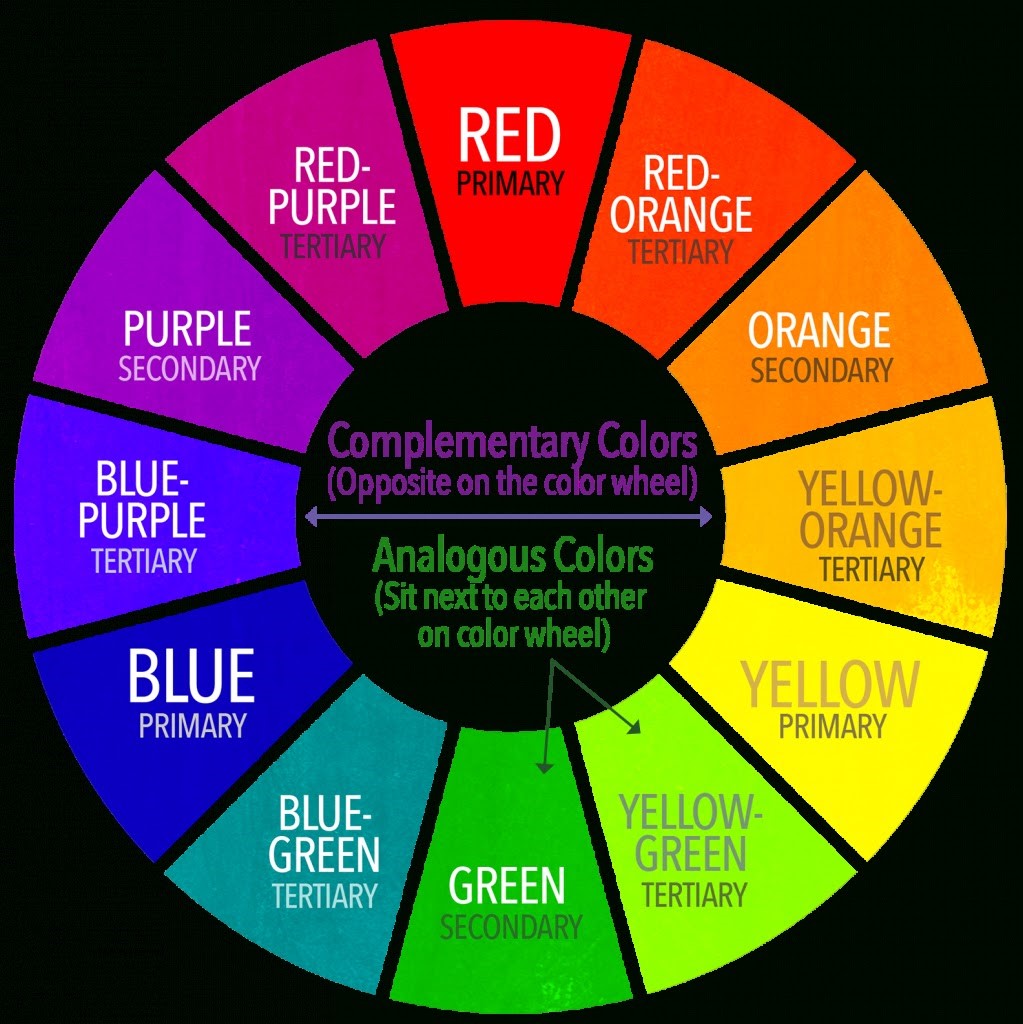 RED
PRIMARY
RED-
ORANGE
TERTIARY
ORANGE
SECONDARY
YELLOW-
ORANGE
TERTIARY
YELLOW
PRIMARY
YELLOW-
GREEN
TERTIARY
GREEN
SECONDARY
BLUE-
GREEN
TERTIARY
BLUE
PRIMARY
BLUE-
PURPLE
TERTIARY
PURPLE
SECONDARY
RED-
PURPLE
TERTIARY
Complementary Colors
(Opposite on the color wheel)
Analogous Colors
(Sit next to each other
on color wheel)